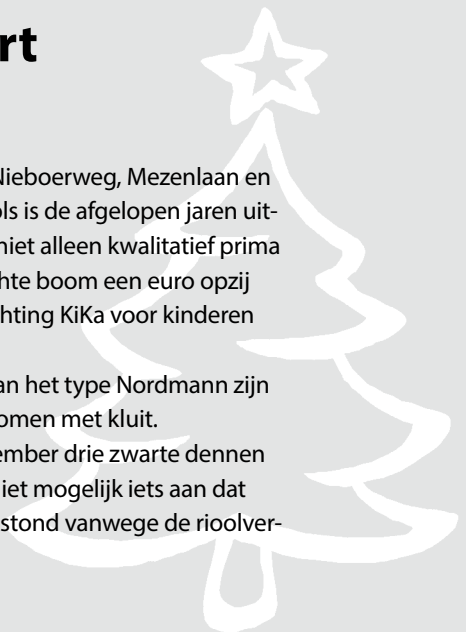 rt
Nieboerweg, Mezenlaan en
ols is de afgelopen jaren uit-
niet alleen kwalitatief prima
hte boom een euro opzij
hting KiKa voor kinderen
an het type Nordmann zijn
omen met kluit.
ember drie zwarte dennen
iet mogelijk iets aan dat
stond vanwege de rioolver-